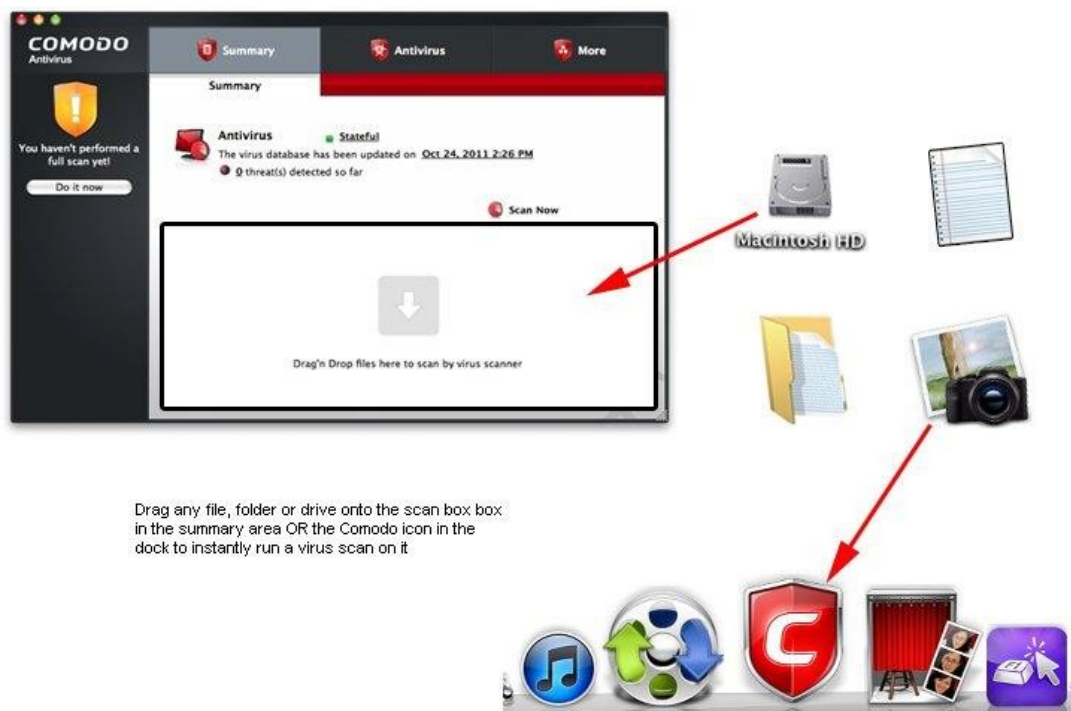 COMODO
Antivirus
Summary
Antivirus
More
Summary
You haven't performed a
full scan yet!
Do it now
Antivirus
Stateful
The virus database has been updated on Oct 24, 2011 2:26 PM
0 threat(s) detected so far
Scan Now
Drag'n Drop files here to scan by virus scanner
Macintosh HD
Drag any file, folder or drive onto the scan box box
in the summary area OR the Comodo icon in the
dock to instantly run a virus scan on it
C